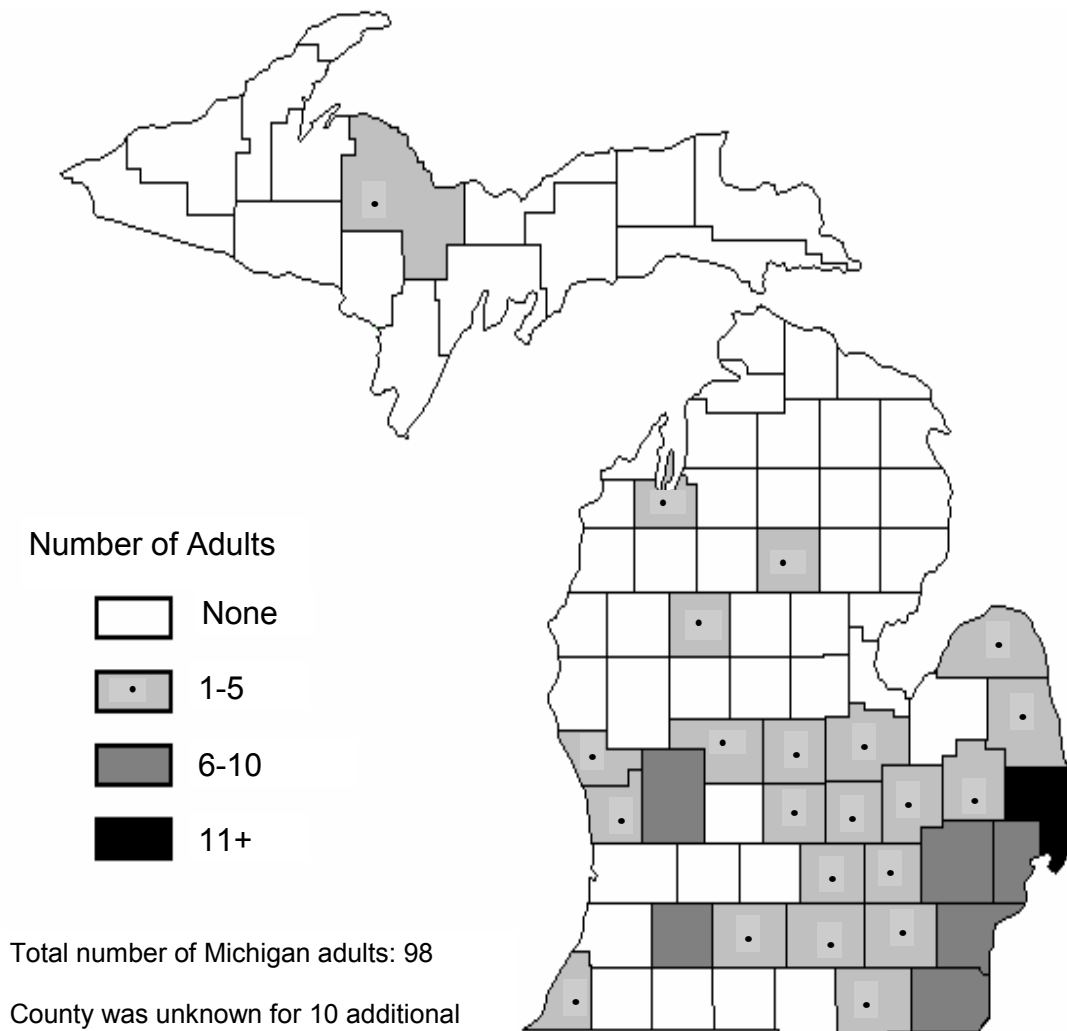 Number of Adults
None
1-5
6-10
11+
Total number of Michigan adults: 98
County was unknown for 10 additional